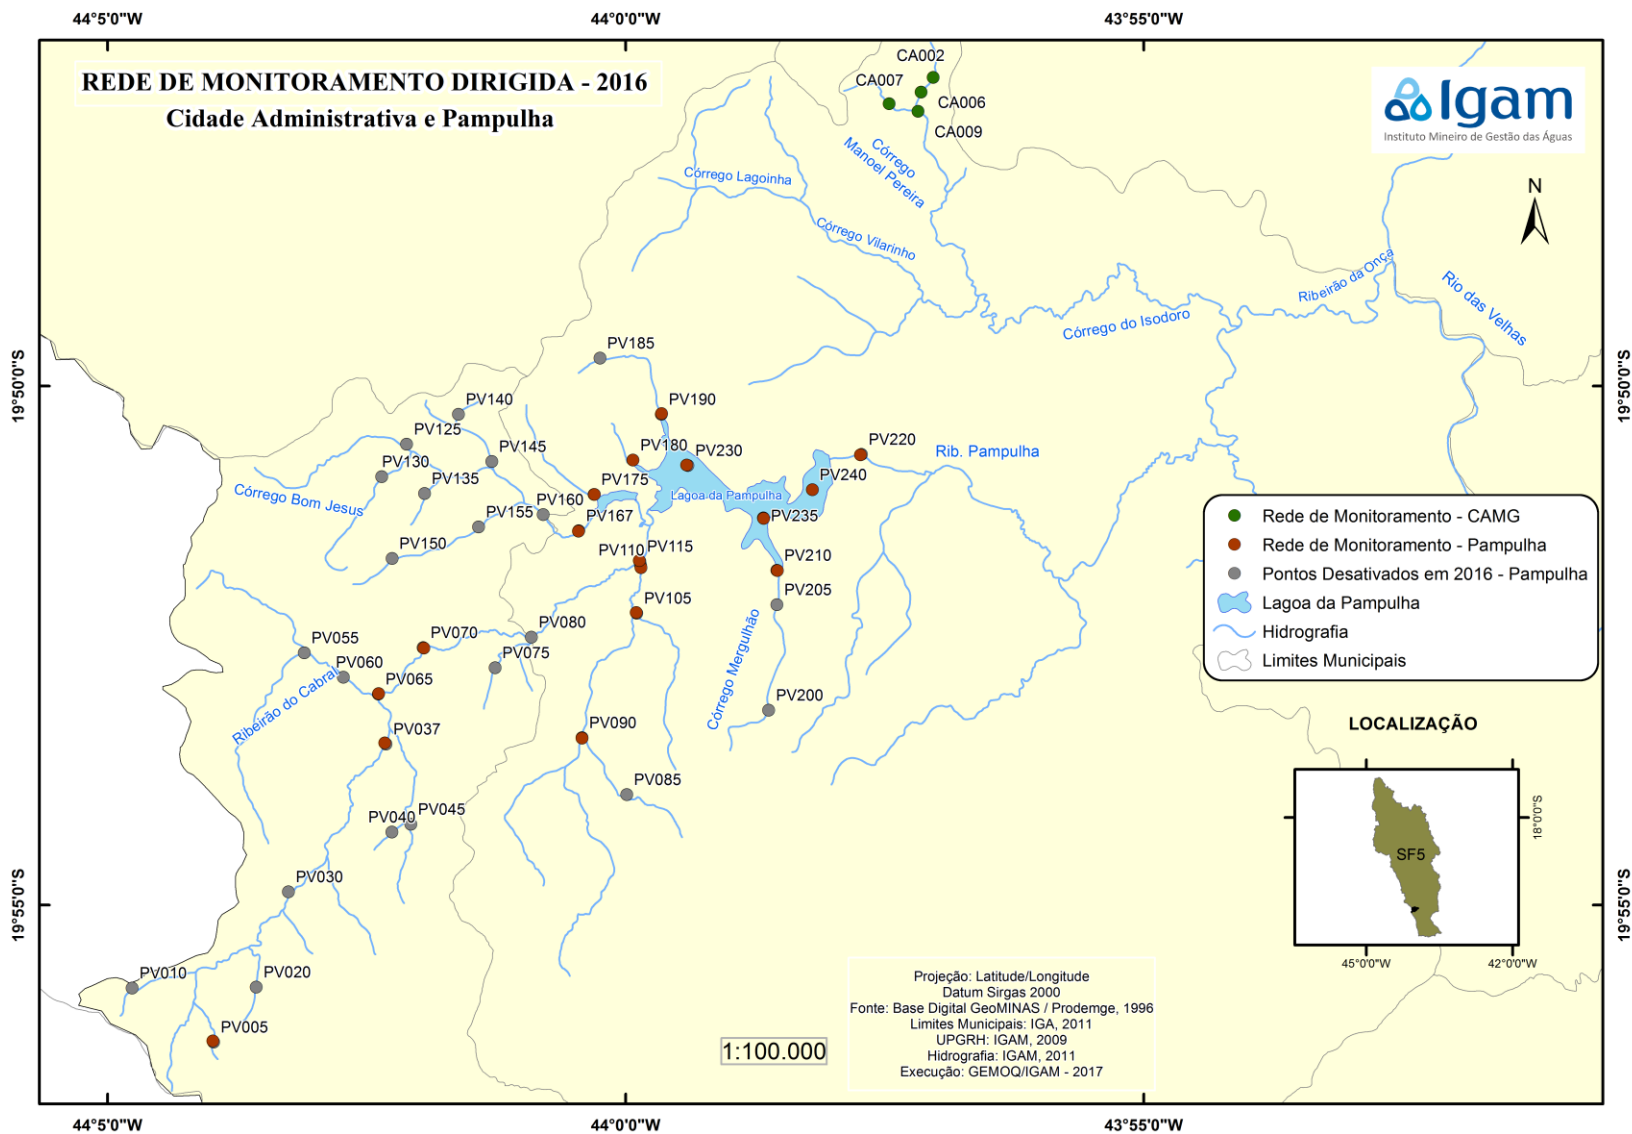 44°5'0"W
44°0'0"W
43°55'0"W
REDE DE MONITORAMENTO DIRIGIDA - 2016
Cidade Administrativa e Pampulha
CA002
CA007
CA006
CA009
Igam
Instituto Mineiro de Gestão das Águas
Córrego
Manoel Pereira
Córrego Lagoinha
Córrego Vilarinho
N
Ribeirão da Onça
Rio das Velhas
Córrego do Isodoro
19°50'0"S
19°50'0"S
PV185
PV140
PV190
PV125
PV145
PV180
PV230
PV220
Rib. Pampulha
PV130
PV135
PV175
PV240
Córrego Bom Jesus
PV160
Lagoa da Pampulha
PV155
PV167
PV235
PV150
PV110
PV115
PV210
PV205
PV105
Córrego Mergulhão
PV055
PV070
PV080
PV060
PV075
PV065
Ribeirão do Cabral
PV200
PV037
PV090
PV085
PV040
PV045
PV030
PV010
PV020
PV005
Rede de Monitoramento - CAMG
Rede de Monitoramento - Pampulha
Pontos Desativados em 2016 - Pampulha
Lagoa da Pampulha
Hidrografia
Limites Municipais
LOCALIZAÇÃO
SF5
18°0'0"S
45°0'0"W
42°0'0"W
19°55'0"S
19°55'0"S
1:100.000
Projeção: Latitude/Longitude
Datum Sirgas 2000
Fonte: Base Digital GeoMINAS / Prodemge, 1996
Limites Municipais: IGA, 2011
UPGRH: IGAM, 2009
Hidrografia: IGAM, 2011
Execução: GEMOQ/IGAM - 2017
44°5'0"W
44°0'0"W
43°55'0"W